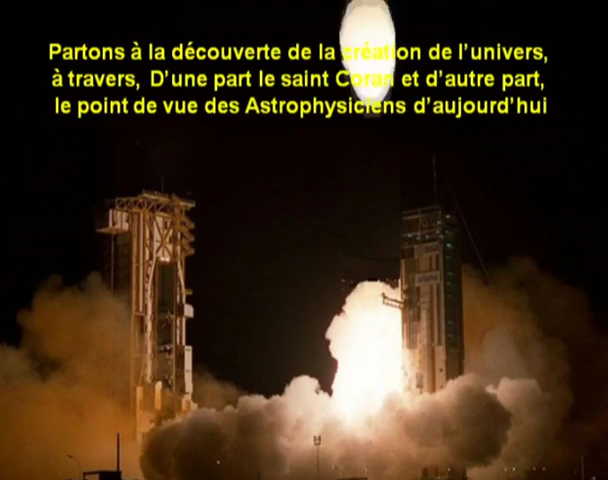 Partons à la découverte de la création de l'univers,
à travers, D'une part le saint Coran et d'autre part,
le point de vue des Astrophysiciens d'aujourd'hui